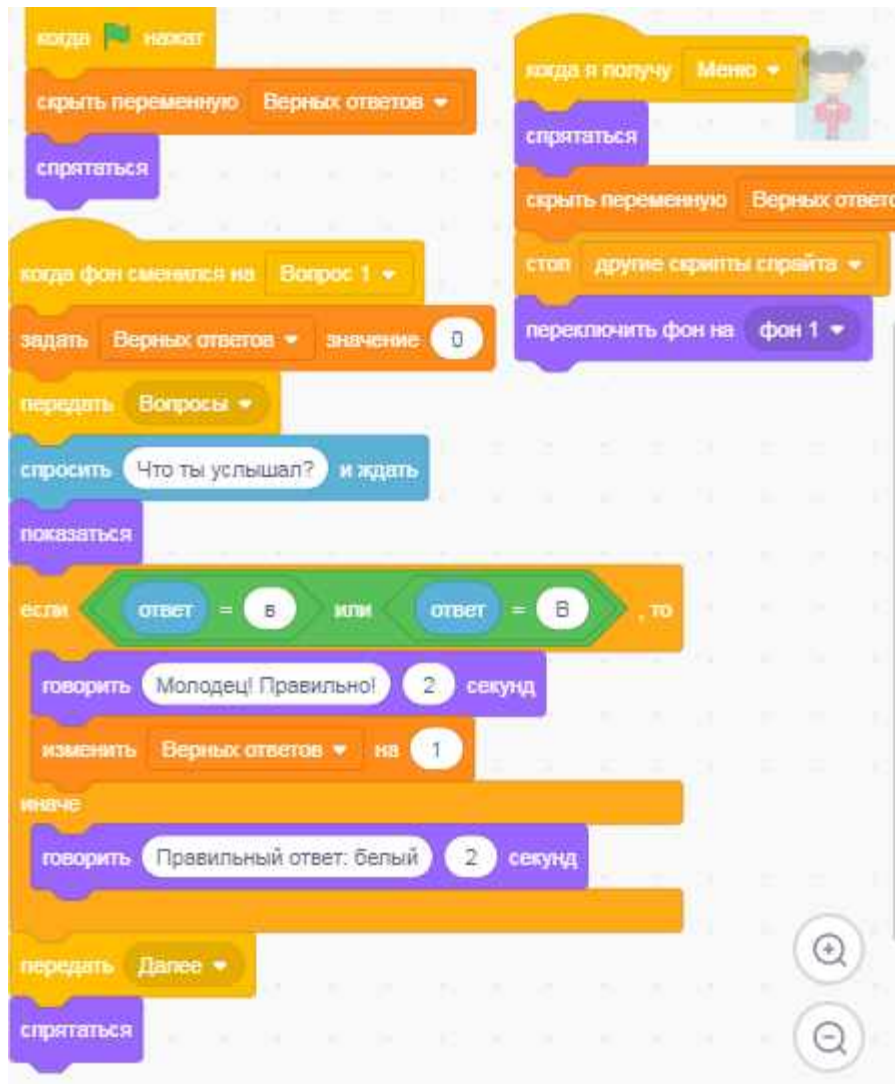 когда нажат
скрыть переменную Верных ответов
спрятаться
когда фон сменился на Вопрос 1
задать Верных ответов значение 0
передать Вопросы
спросить Что ты услышал? и ждать
показаться
если ответ = в или ответ = В , то
говорить Молодец! Правильно! 2 секунд
изменить Верных ответов на 1
иначе
говорить Правильный ответ: белый 2 секунд
передать Далее
спрятаться
когда я получу Меню
спрятаться
скрыть переменную Верных ответо
стоп другие скрипты спрайта
переключить фон на фон 1